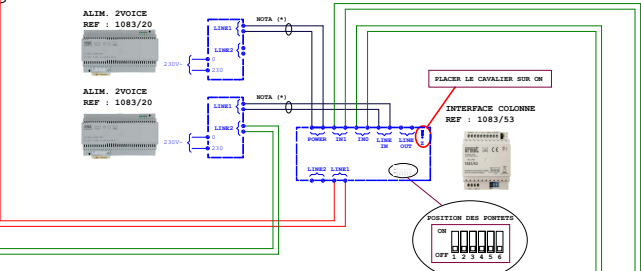 ALIM. 2VOICE
REF : 1083/20
LINE1
LINE2
230V~
0
230
NOTA (*)
ALIM. 2VOICE
REF : 1083/20
LINE1
LINE2
230V~
0
230
NOTA (*)
PLACER LE CAVALIER SUR ON
INTERFACE COLONNE
REF : 1083/53
POWER
IN1
IN0
LINE IN
LINE OUT
LINE2
LINE1
POSITION DES PONTETS
ON
OFF 1 2 3 4 5 6